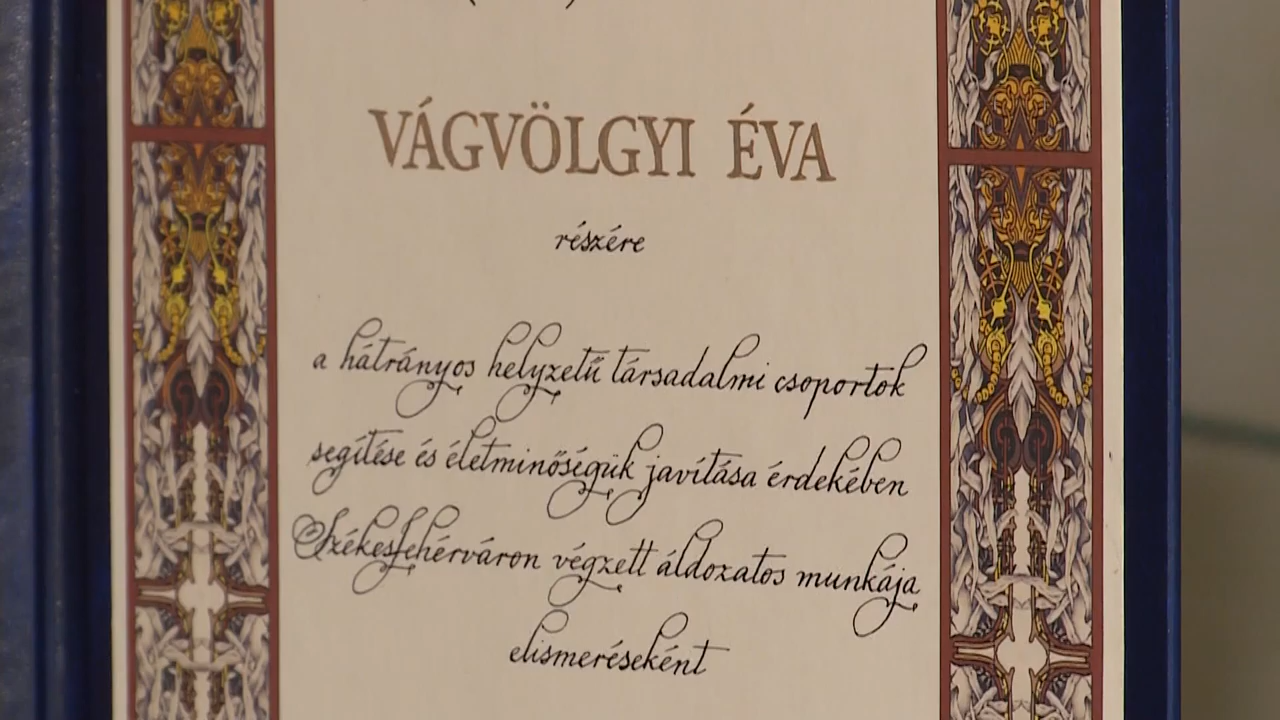 VÁGVÖLGYI ÉVA
részére
a hátrányos helyzetű társadalmi csoportok
segítése és életminőségük javítása érdekében
Székesfehérváron végzett áldozatos munkája
elismeréseként